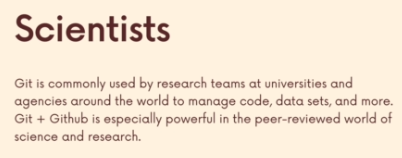 Scientists
Git is commonly used by research teams at universities and
agencies around the world to manage code, data sets, and more.
Git + Github is especially powerful in the peer-reviewed world of
science and research.